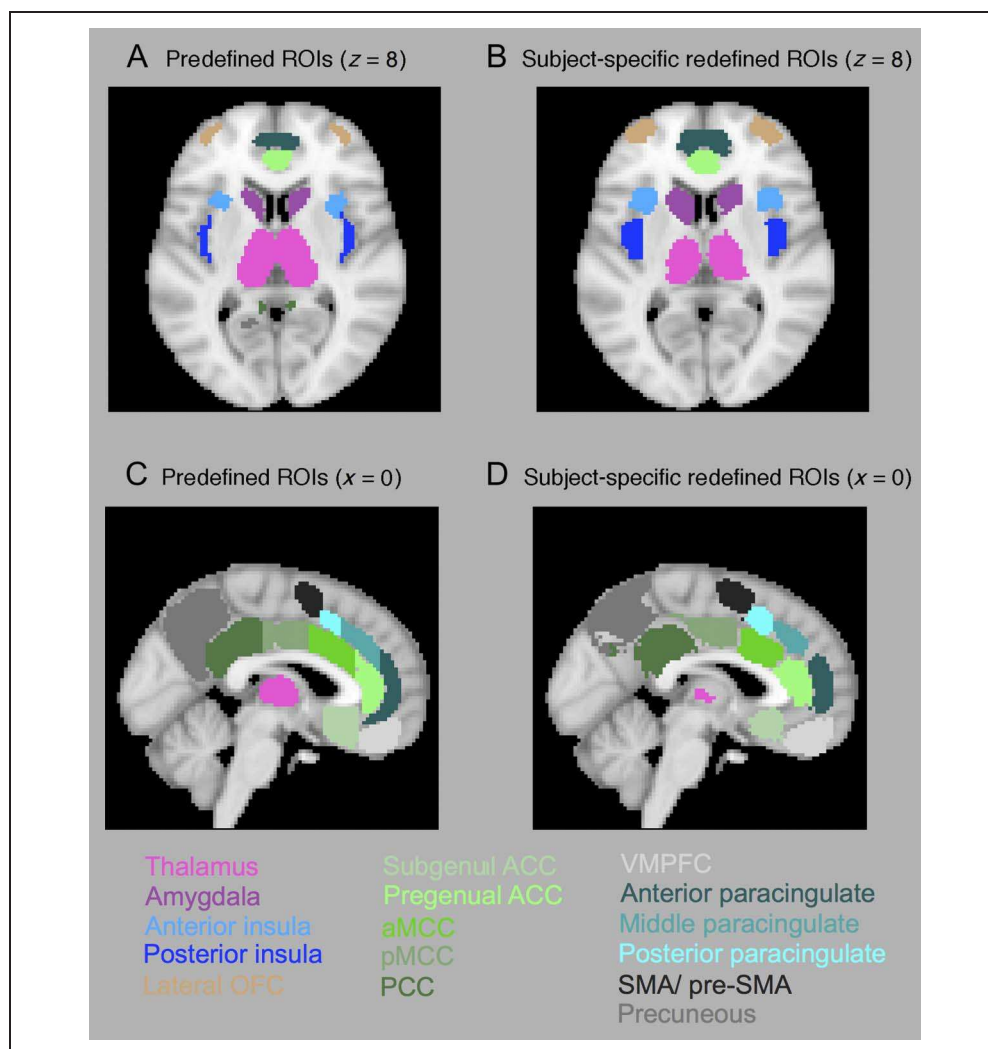 A Predefined ROIs (z = 8)
B Subject-specific redefined ROIs (z = 8)
C Predefined ROIs (x = 0)
D Subject-specific redefined ROIs (x = 0)
Thalamus
Amygdala
Anterior insula
Posterior insula
Lateral OFC
Subgenuil ACC
Pregenual ACC
aMCC
pMCC
PCC
VMPFC
Anterior paracingulate
Middle paracingulate
Posterior paracingulate
SMA/ pre-SMA
Precuneous